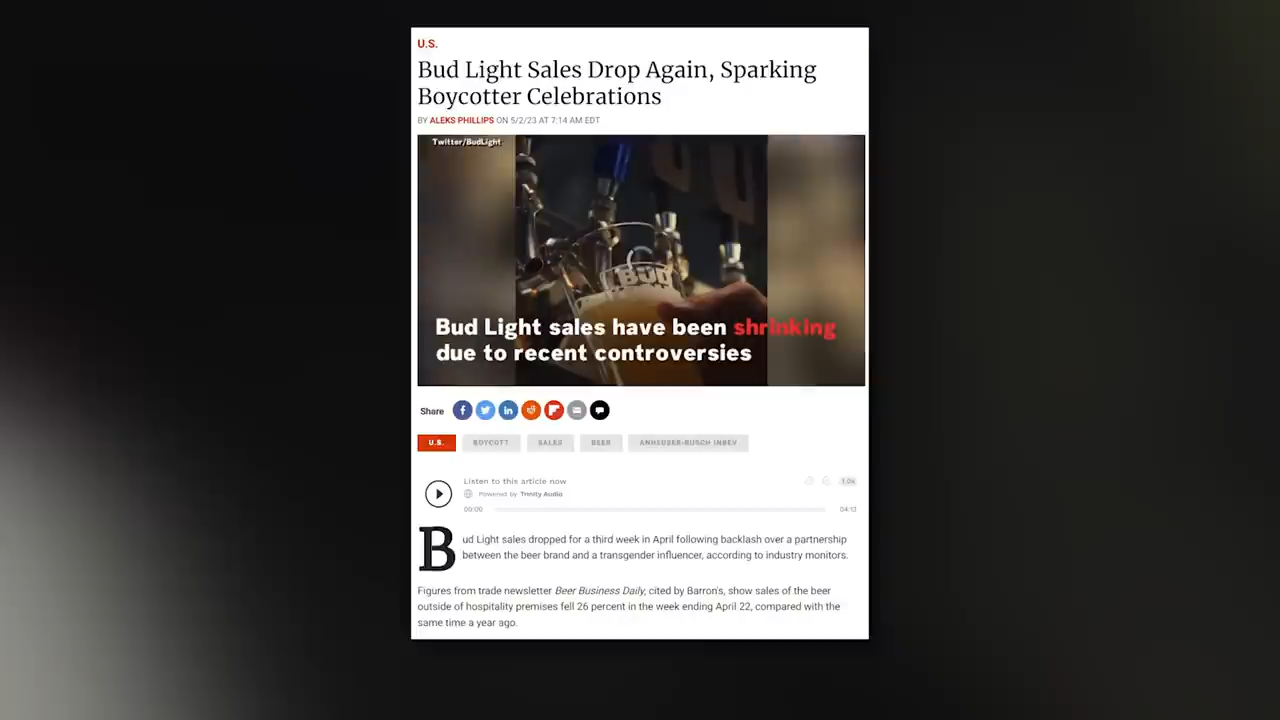 U.S.
Bud Light Sales Drop Again, Sparking
Boycotter Celebrations
BY ALEKS PHILLIPS ON 5/2/23 AT 7:14 AM EDT
Twitter/BudLight
BUD
Bud Light sales have been shrinking
due to recent controversies
Share
U.S. BOYCOTT SALES BEER ANHEUSER-BUSCH INBEV
Listen to this article now
1.0x
Powered by Trinity Audio
00:00 04:13
Bud Light sales dropped for a third week in April following backlash over a partnership
between the beer brand and a transgender influencer, according to industry monitors.
Figures from trade newsletter Beer Business Daily, cited by Barron's, show sales of the beer
outside of hospitality premises fell 26 percent in the week ending April 22, compared with the
same time a year ago.